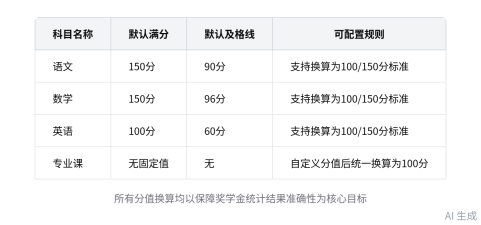 科目名称 默认满分 默认及格线 可配置规则
语文 150分 90分 支持换算为100/150分标准
数学 150分 96分 支持换算为100/150分标准
英语 100分 60分 支持换算为100/150分标准
专业课 无固定值 无 自定义分值后统一换算为100分
所有分值换算均以保障奖学金统计结果准确性为核心目标
AI 生成